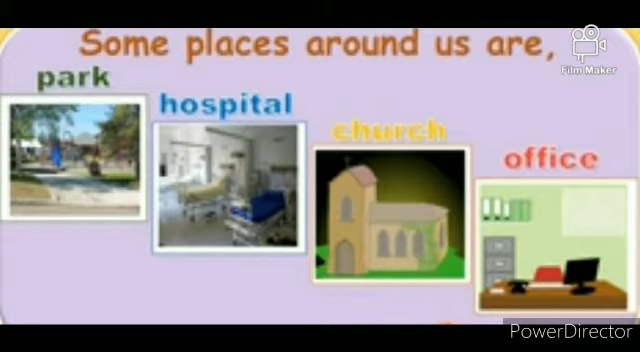 Some places around us are,
Film Maker
park
hospital
church
office
PowerDirector